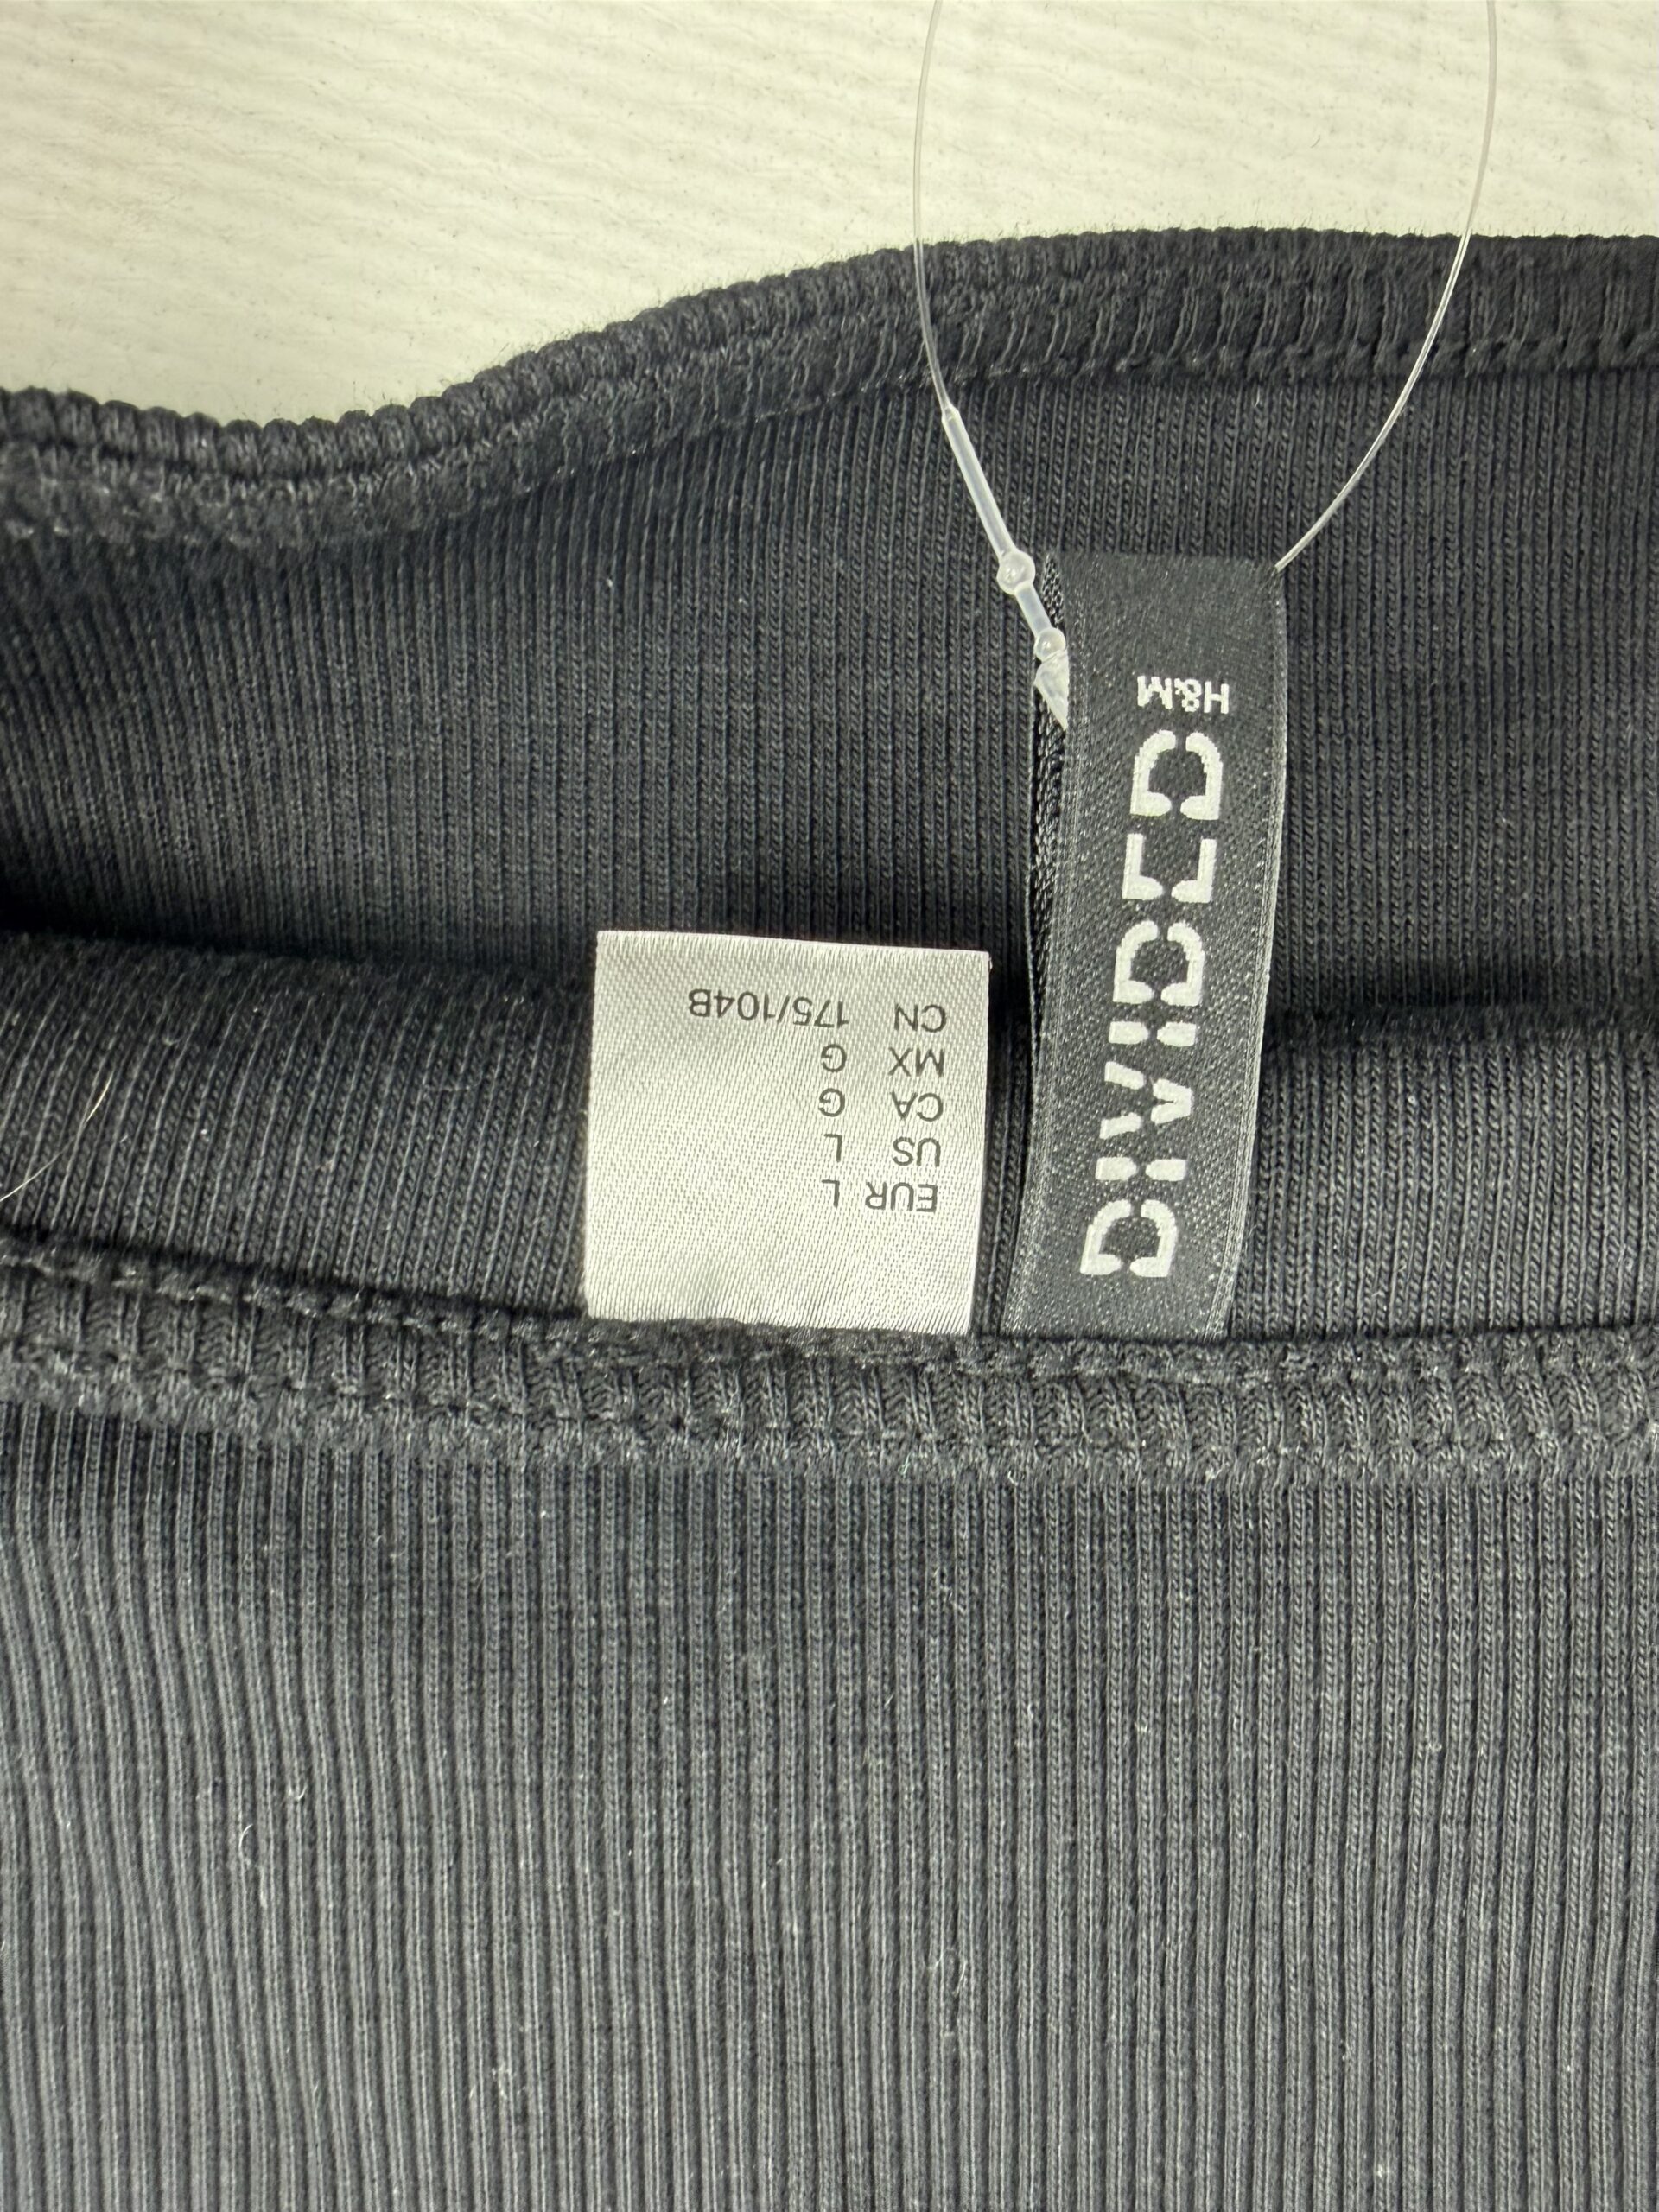 DIVIDED
H&M
EUR L
US L
CA G
MX G
CN 175/104B